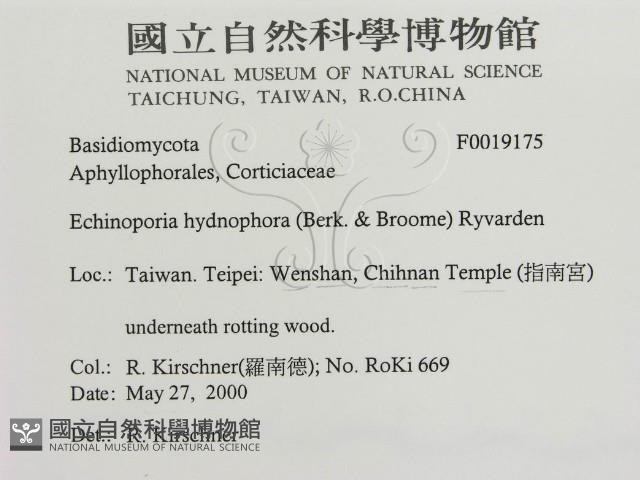 國立自然科學博物館
NATIONAL MUSEUM OF NATURAL SCIENCE
TAICHUNG, TAIWAN, R.O.CHINA
Basidiomycota F0019175
Aphyllophorales, Corticiaceae
Echinoporia hydnophora (Berk. & Broome) Ryvarden
Loc.: Taiwan. Teipei: Wenshan, Chihnan Temple (指南宮)
underneath rotting wood.
Col.: R. Kirschner(羅南德); No. RoKi 669
Date: May 27, 2000
Det.: R. Kirschner
國立自然科學博物館
NATIONAL MUSEUM OF NATURAL SCIENCE